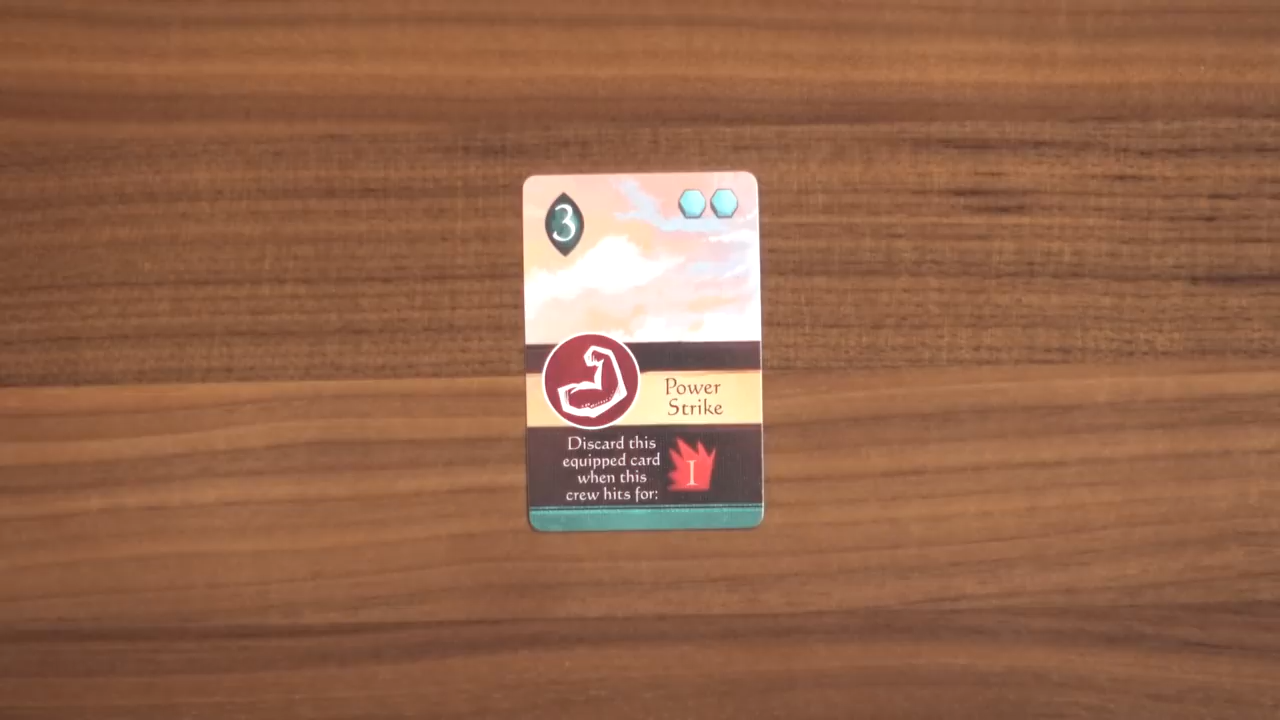 3
Power
Strike
Discard this
equipped card
when this
crew hits for:
1